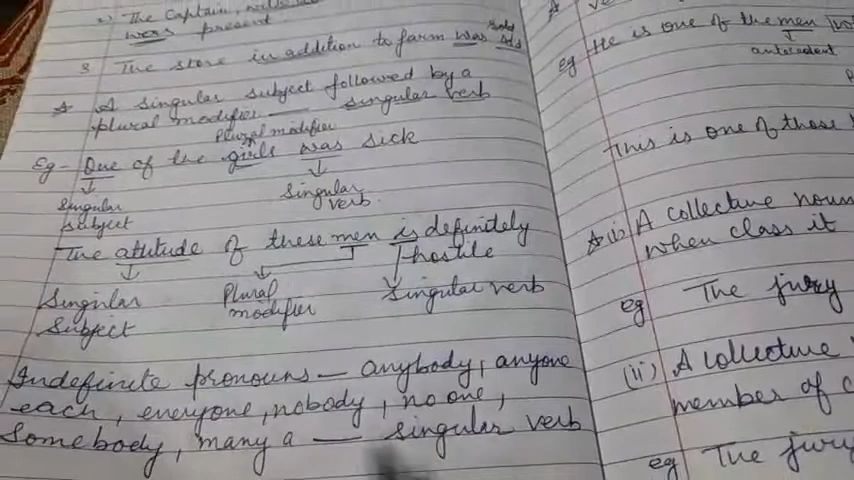 2) The Captain,
was present
3 The store in addition to farm was
A singular subject followed by a
plural modifier — singular verb
plural modifier
Eg - One of the girls was sick
Singular subject
singular verb
The attitude of these men is definitely
hostile
Singular Subject
Plural modifier
singular verb
Indefinite pronouns — anybody, anyone
each, everyone, nobody, no one,
Somebody, many a — singular verb
eg He is one of the men
antecedent
This is one of those
(i) A collective noun
when class it
eg The jury
(ii) A collective
member of
eg The jury